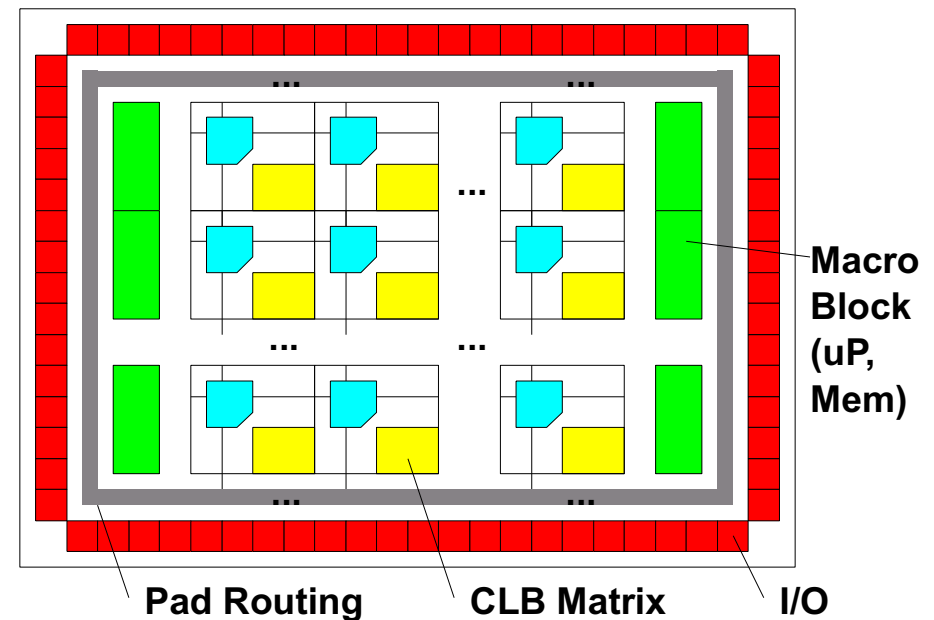 ... ...
...
Macro
Block
(uP,
Mem)
... ...
... ...
Pad Routing CLB Matrix I/O